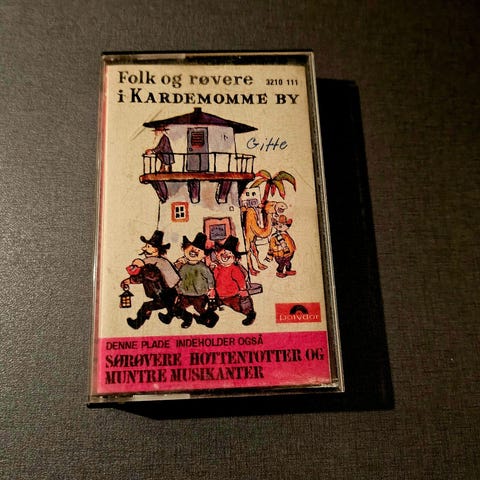 Folk og røvere 3210 111
i KARDEMOMME BY
Gitte
polydor
DENNE PLADE INDEHOLDER OGSÅ
SØRØVERE HOTTENTOTTER OG
MUNTRE MUSIKANTER